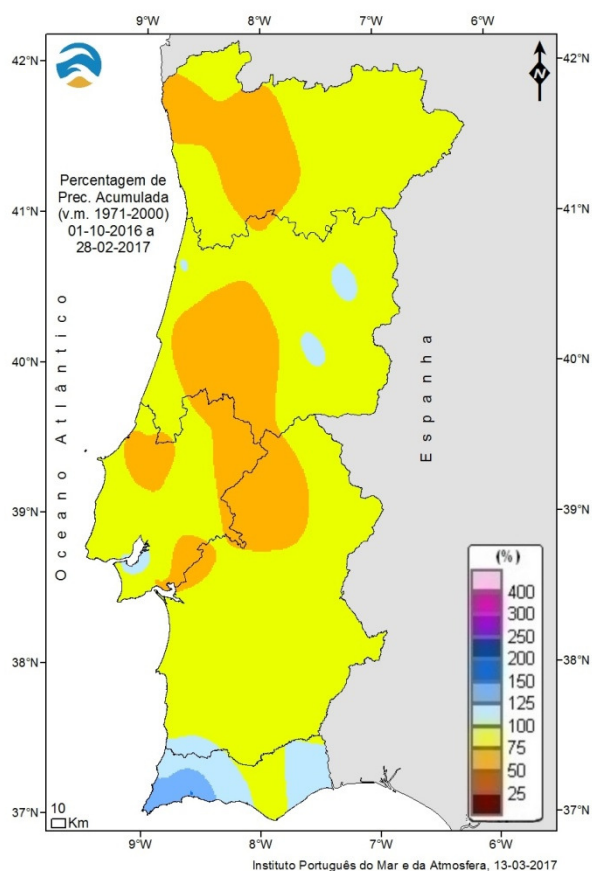 9°W 8°W 7°W 6°W
42°N 42°N
Percentagem de
Prec. Acumulada
(v.m. 1971-2000)
01-10-2016 a
28-02-2017
N
41°N 41°N
Oceano Atlântico
Espanha
40°N 40°N
39°N 39°N
38°N 38°N
37°N 37°N
(%)
400
300
250
200
150
125
100
75
50
25
10
Km
9°W 8°W 7°W 6°W
Instituto Português do Mar e da Atmosfera, 13-03-2017